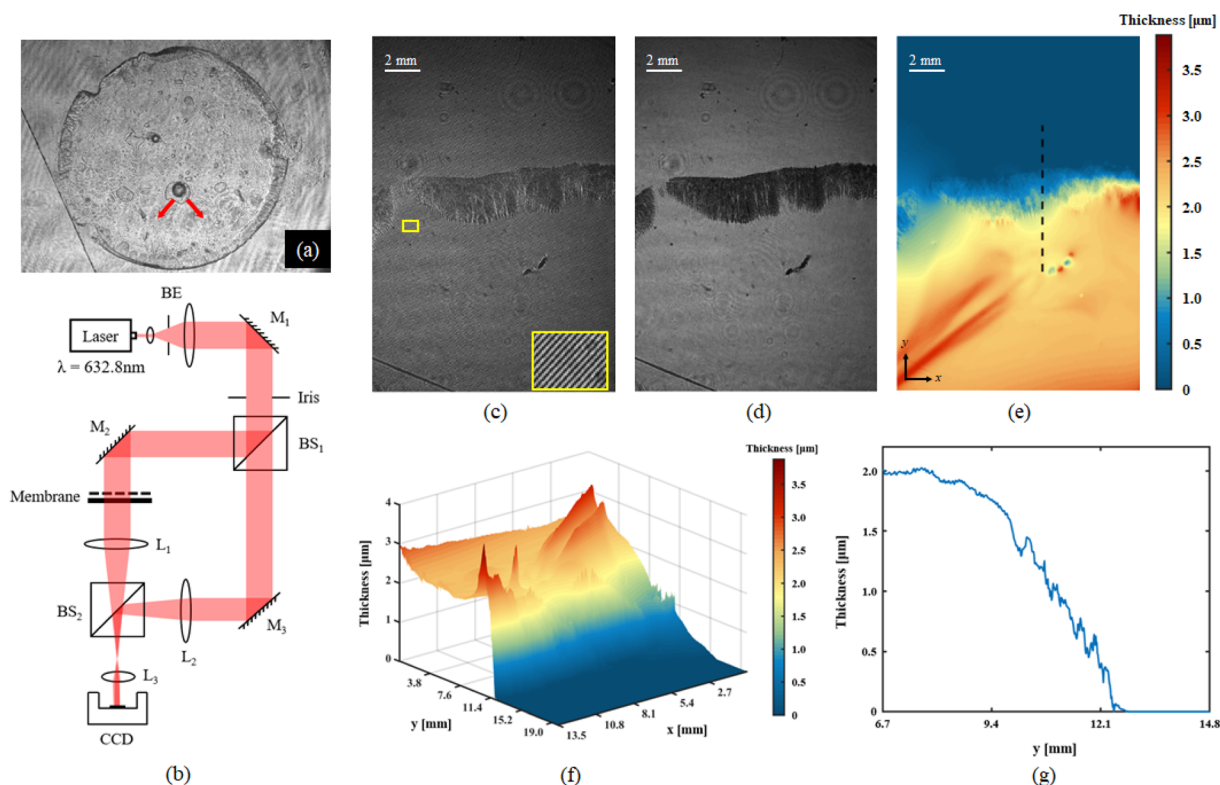 (a)
BE
M1
Laser
λ = 632.8nm
Iris
M2
BS1
Membrane
L1
BS2
L2
M3
L3
CCD
(b)
2 mm
(c)
2 mm
(d)
Thickness [μm]
2 mm
y
x
3.5
3.0
2.5
2.0
1.5
1.0
0.5
0
(e)
Thickness [μm]
3.5
3.0
2.5
2.0
1.5
1.0
0.5
0
Thickness [μm]
4
3
2
1
0
3.8
7.6
11.4
15.2
19.0
y [mm]
13.5
10.8
8.1
5.4
2.7
x [mm]
(f)
Thickness [μm]
2.0
1.5
1.0
0.5
0
6.7 9.4 12.1 14.8
y [mm]
(g)